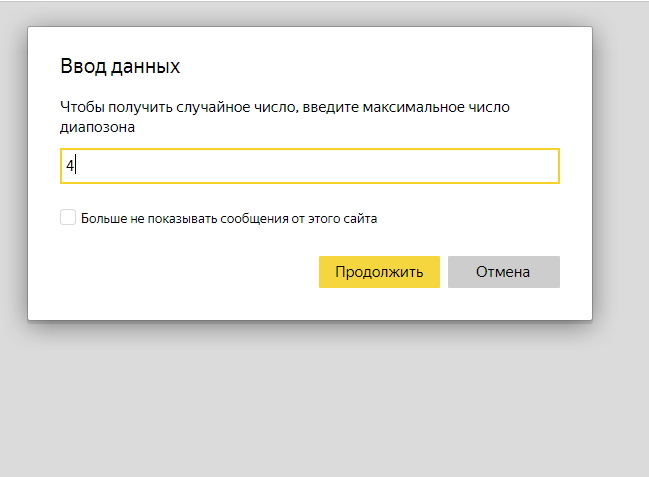 Ввод данных
Чтобы получить случайное число, введите максимальное число
диапозона
4
Больше не показывать сообщения от этого сайта
Продолжить
Отмена